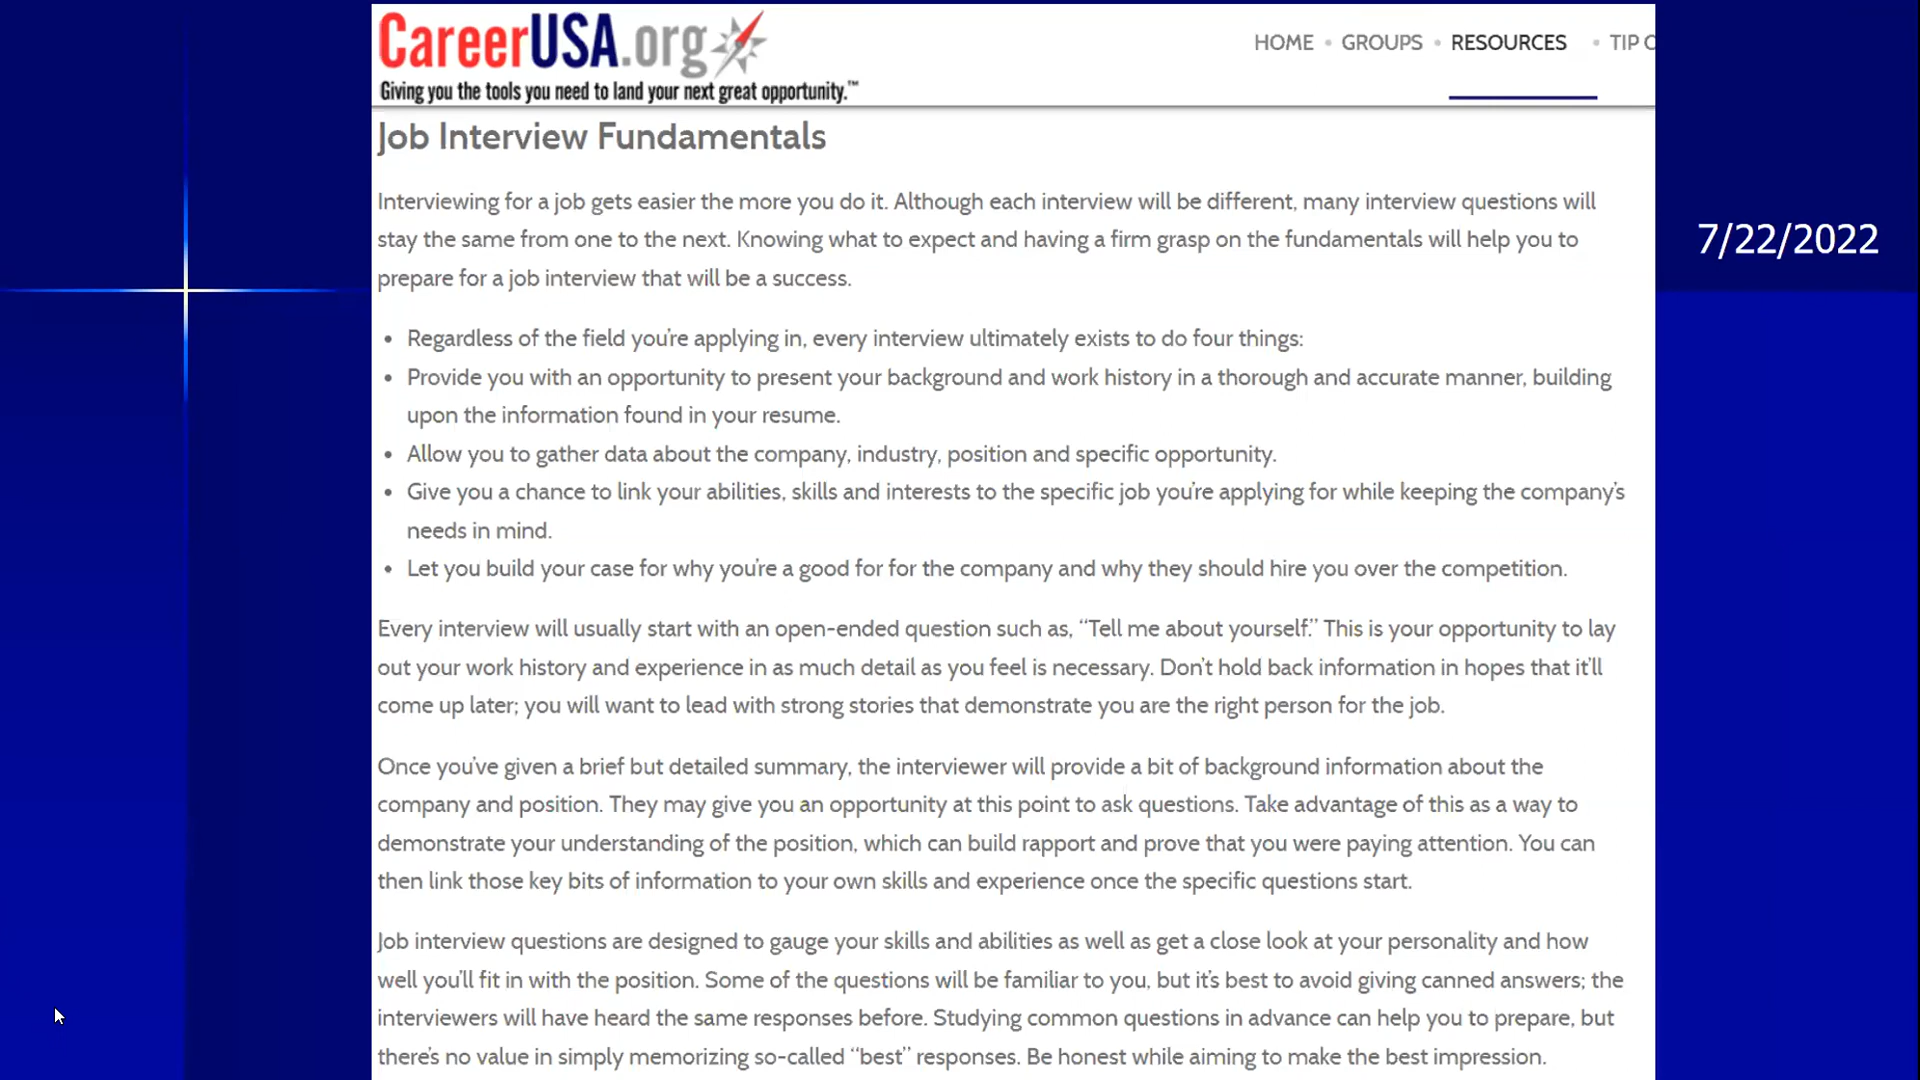 CareerUSA.org
Giving you the tools you need to land your next great opportunity.™
HOME • GROUPS • RESOURCES • TIP
Job Interview Fundamentals
Interviewing for a job gets easier the more you do it. Although each interview will be different, many interview questions will
stay the same from one to the next. Knowing what to expect and having a firm grasp on the fundamentals will help you to
prepare for a job interview that will be a success.
7/22/2022
• Regardless of the field you're applying in, every interview ultimately exists to do four things:
• Provide you with an opportunity to present your background and work history in a thorough and accurate manner, building
upon the information found in your resume.
• Allow you to gather data about the company, industry, position and specific opportunity.
• Give you a chance to link your abilities, skills and interests to the specific job you're applying for while keeping the company's
needs in mind.
• Let you build your case for why you're a good for for the company and why they should hire you over the competition.
Every interview will usually start with an open-ended question such as, “Tell me about yourself.” This is your opportunity to lay
out your work history and experience in as much detail as you feel is necessary. Don't hold back information in hopes that it'll
come up later; you will want to lead with strong stories that demonstrate you are the right person for the job.
Once you've given a brief but detailed summary, the interviewer will provide a bit of background information about the
company and position. They may give you an opportunity at this point to ask questions. Take advantage of this as a way to
demonstrate your understanding of the position, which can build rapport and prove that you were paying attention. You can
then link those key bits of information to your own skills and experience once the specific questions start.
Job interview questions are designed to gauge your skills and abilities as well as get a close look at your personality and how
well you'll fit in with the position. Some of the questions will be familiar to you, but it's best to avoid giving canned answers; the
interviewers will have heard the same responses before. Studying common questions in advance can help you to prepare, but
there's no value in simply memorizing so-called “best” responses. Be honest while aiming to make the best impression.